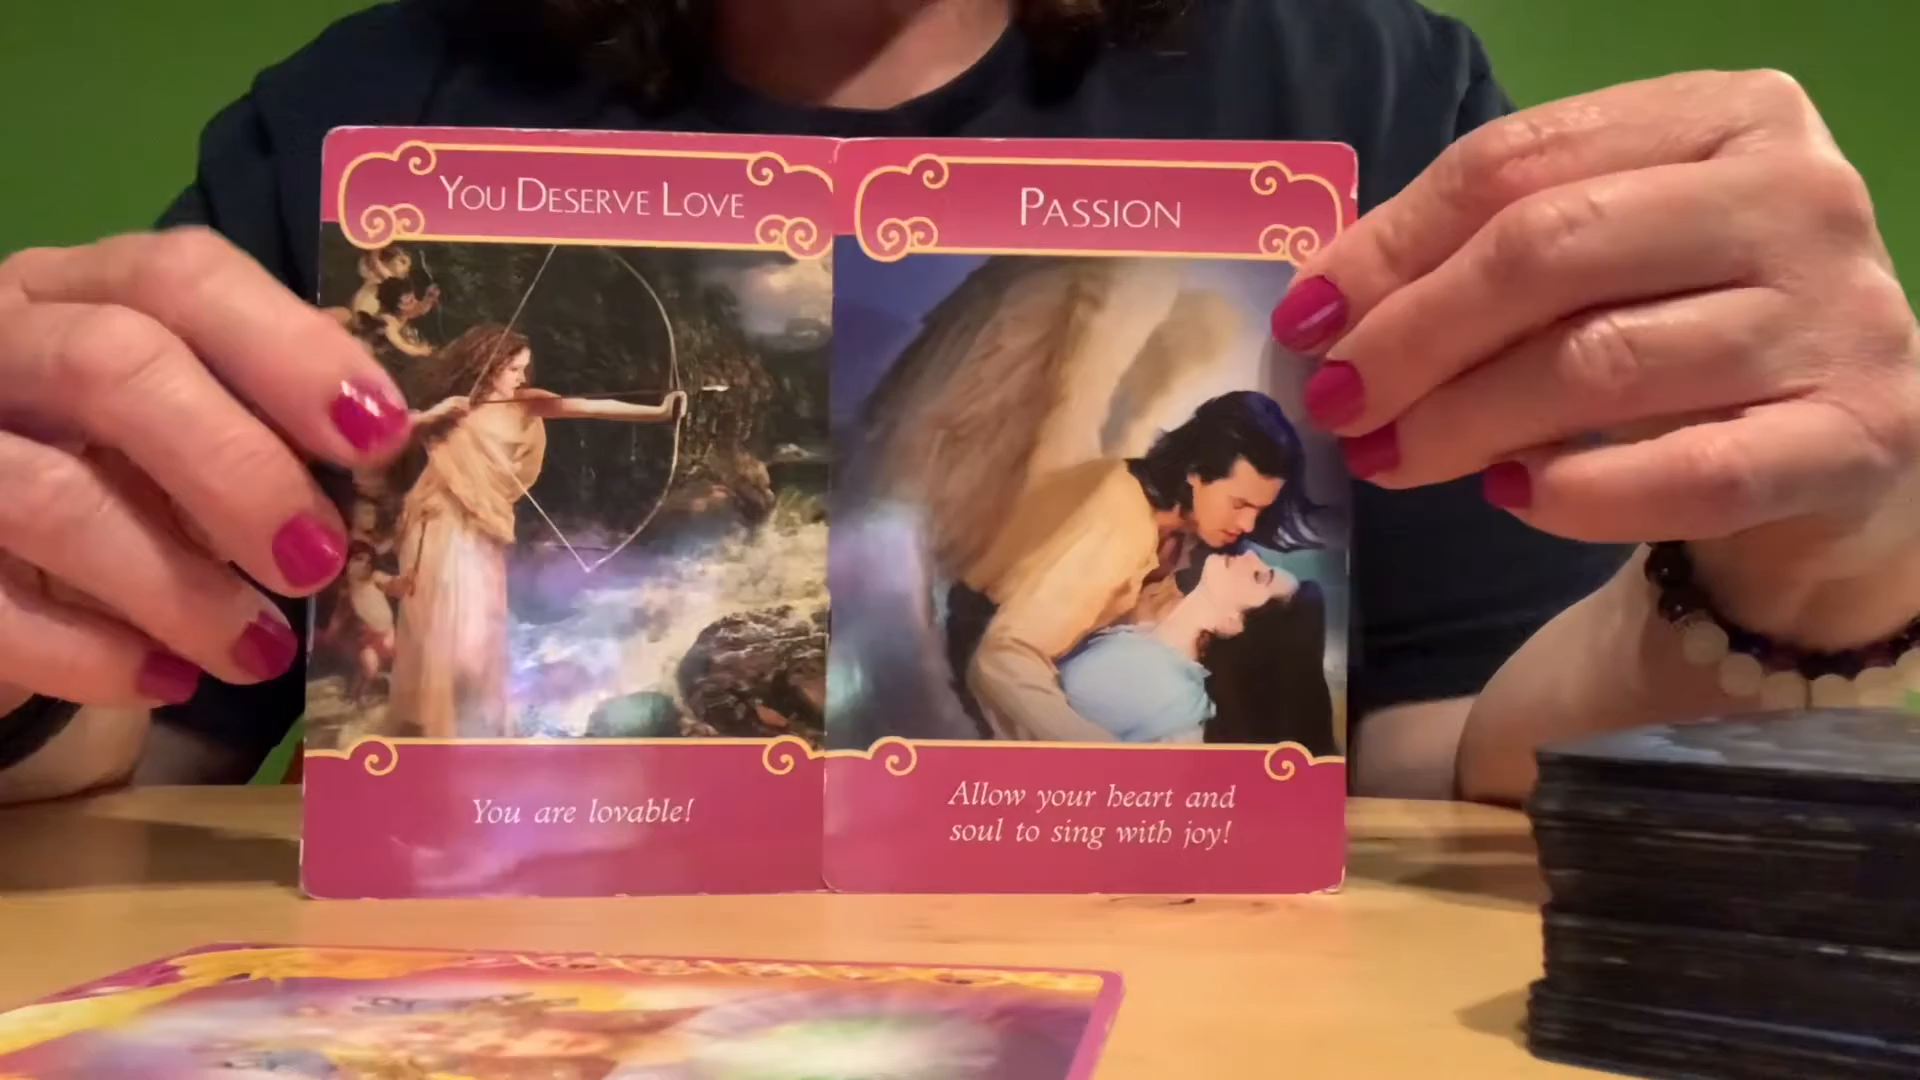 You Deserve Love
Passion
You are lovable!
Allow your heart and
soul to sing with joy!